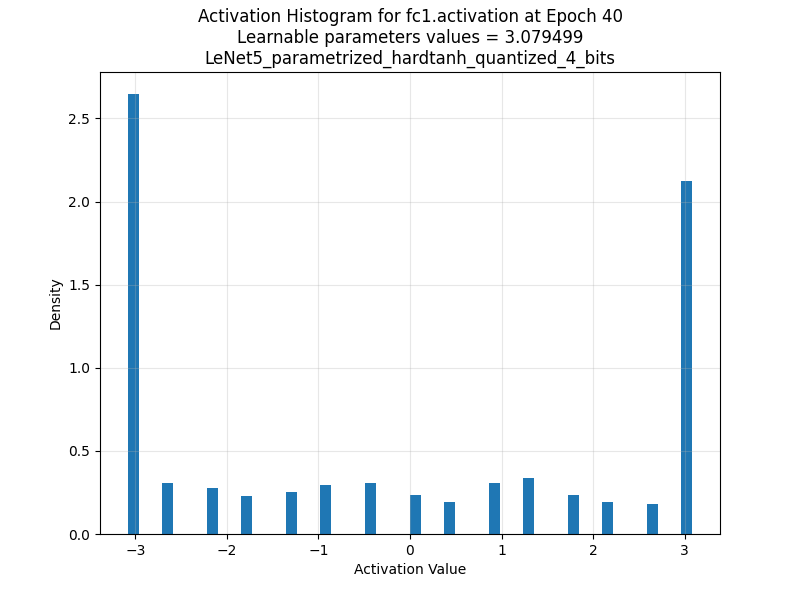 Activation Histogram for fc1.activation at Epoch 40
Learnable parameters values = 3.079499
LeNet5_parametrized_hardtanh_quantized_4_bits
2.5
2.0
1.5
1.0
0.5
0.0
Density
−3 −2 −1 0 1 2 3
Activation Value